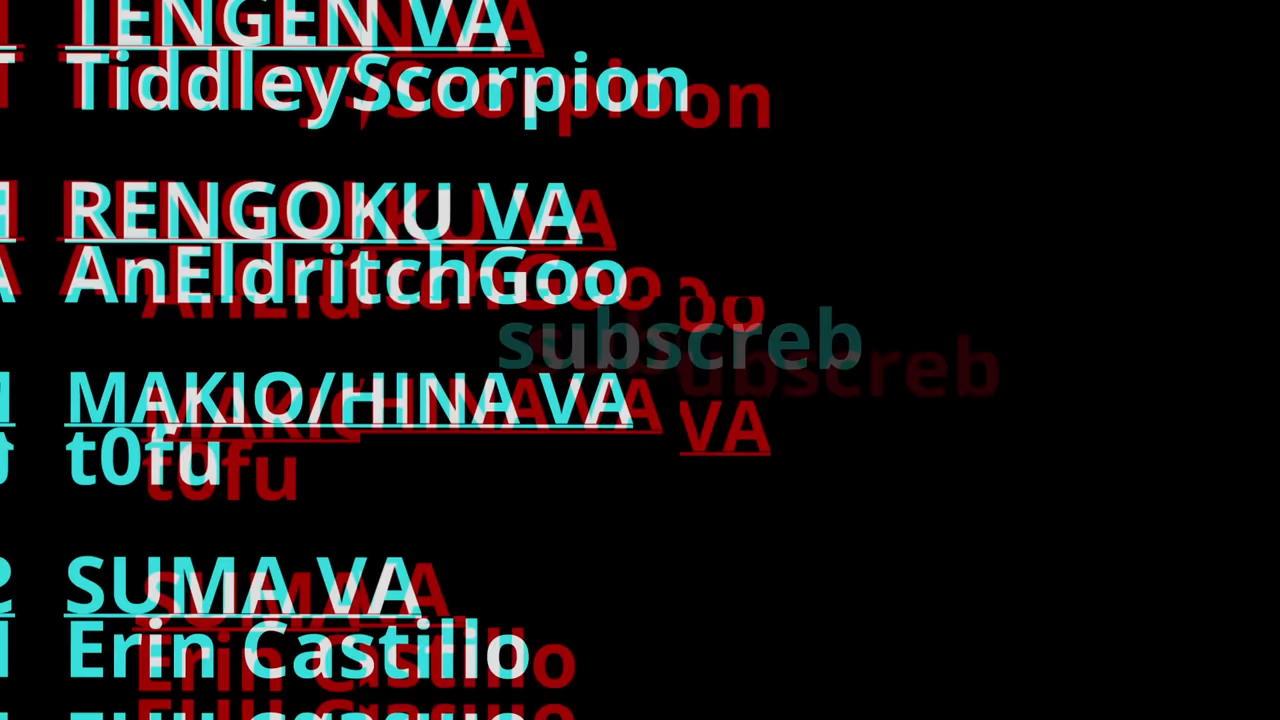 TENGEN VA
TiddleyScorpion
RENGOKU VA
AnEldritchGoo
subscreb
MAKIO/HINA VA
t0fu
SUMA VA
Erin Castillo